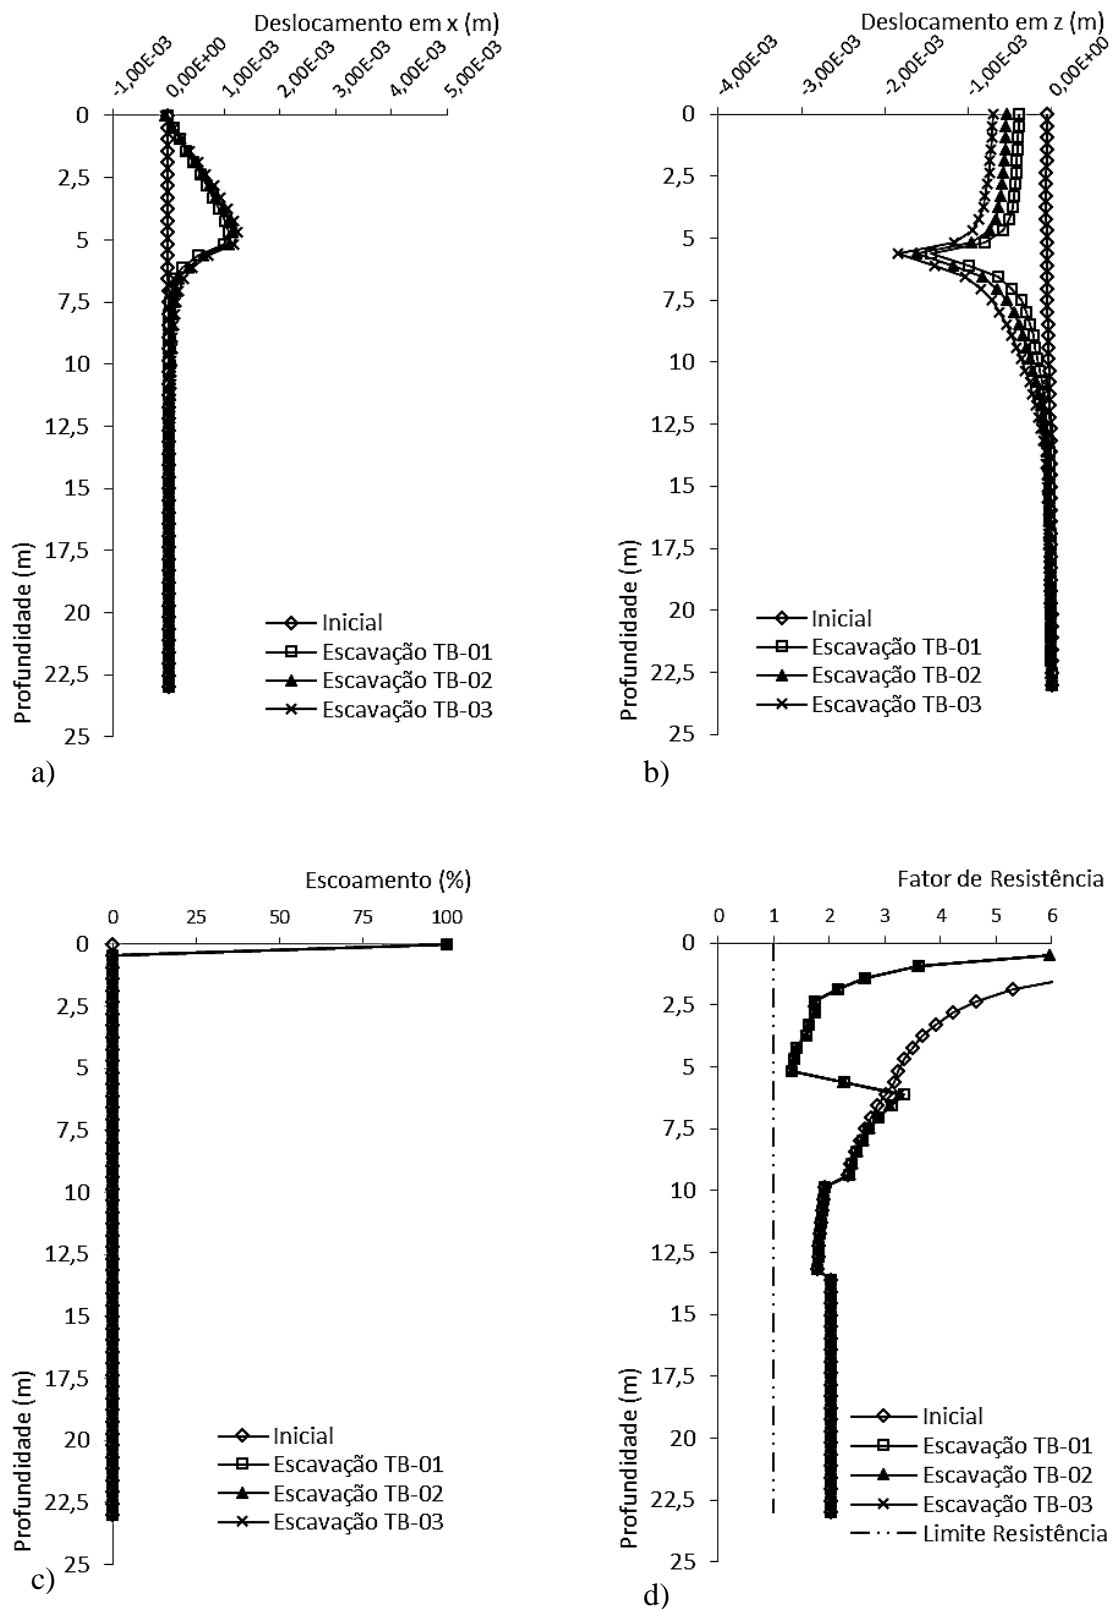 Deslocamento em x (m)
-1,00E-03 0,00E+00 1,00E-03 2,00E-03 3,00E-03 4,00E-03 5,00E-03
0
2,5
5
7,5
10
12,5
15
17,5
20
22,5
25
Profundidade (m)
Inicial
Escavação TB-01
Escavação TB-02
Escavação TB-03
a)
Deslocamento em z (m)
-4,00E-03 -3,00E-03 -2,00E-03 -1,00E-03 0,00E+00
0
2,5
5
7,5
10
12,5
15
17,5
20
22,5
25
Profundidade (m)
Inicial
Escavação TB-01
Escavação TB-02
Escavação TB-03
b)
Escoamento (%)
0 25 50 75 100
0
2,5
5
7,5
10
12,5
15
17,5
20
22,5
25
Profundidade (m)
Inicial
Escavação TB-01
Escavação TB-02
Escavação TB-03
c)
Fator de Resistência
0 1 2 3 4 5 6
0
2,5
5
7,5
10
12,5
15
17,5
20
22,5
25
Profundidade (m)
Inicial
Escavação TB-01
Escavação TB-02
Escavação TB-03
Limite Resistência
d)